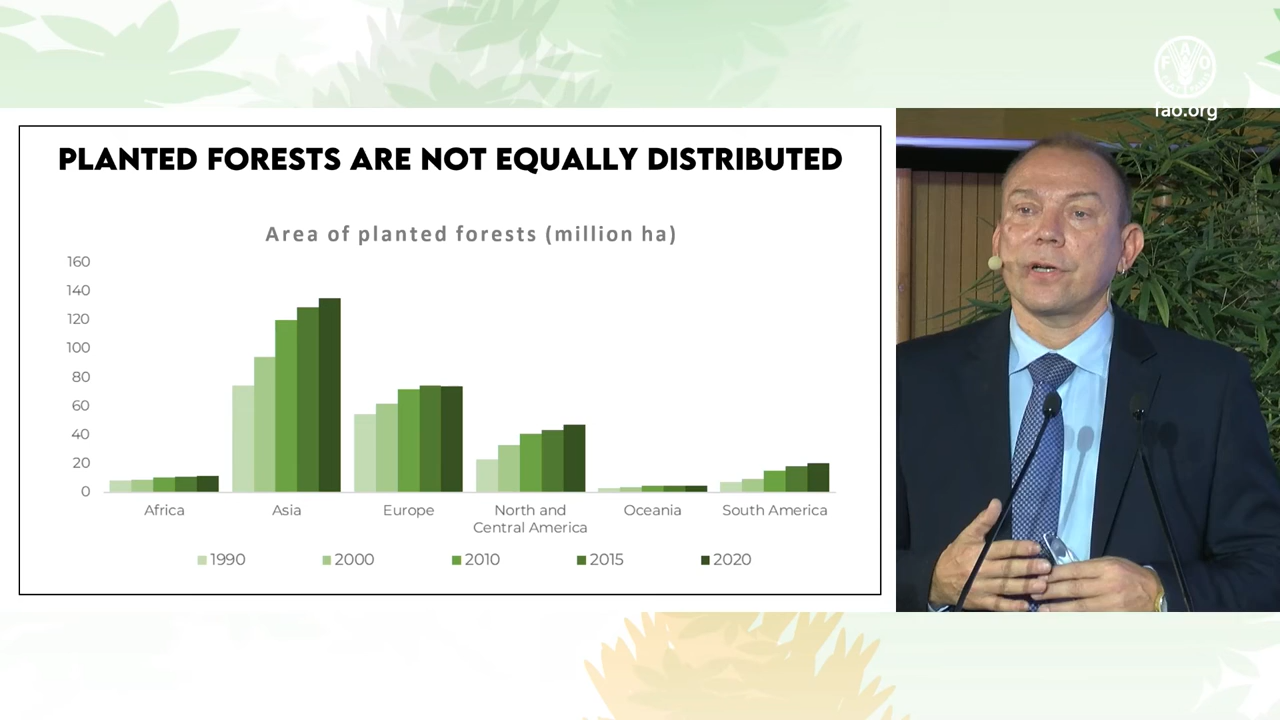 PLANTED FORESTS ARE NOT EQUALLY DISTRIBUTED
Area of planted forests (million ha)
160
140
120
100
80
60
40
20
0
Africa
Asia
Europe
North and
Central America
Oceania
South America
1990
2000
2010
2015
2020
F A O
fao.org